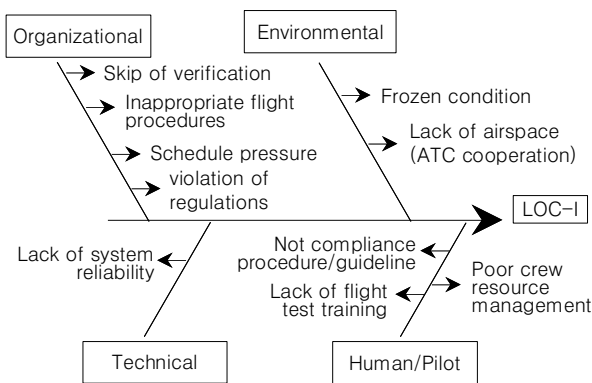 Organizational
Environmental
Skip of verification
Inappropriate flight
procedures
Schedule pressure
violation of
regulations
Frozen condition
Lack of airspace
(ATC cooperation)
LOC-I
Lack of system
reliability
Not compliance
procedure/guideline
Lack of flight
test training
Poor crew
resource
management
Technical
Human/Pilot